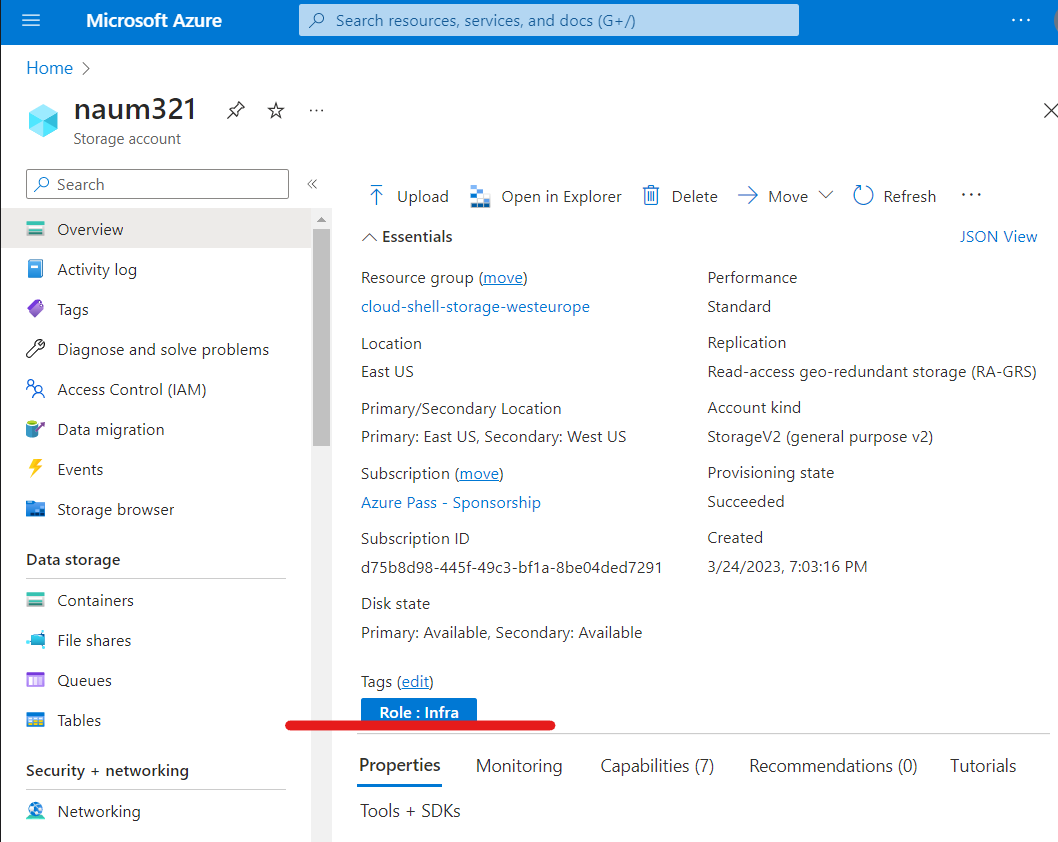 Microsoft Azure
Search resources, services, and docs (G+/)
Home
naum321
Storage account
Search
Overview
Activity log
Tags
Diagnose and solve problems
Access Control (IAM)
Data migration
Events
Storage browser
Data storage
Containers
File shares
Queues
Tables
Security + networking
Networking
Upload
Open in Explorer
Delete
Move
Refresh
Essentials
JSON View
Resource group (move)
cloud-shell-storage-westeurope
Location
East US
Primary/Secondary Location
Primary: East US, Secondary: West US
Subscription (move)
Azure Pass - Sponsorship
Subscription ID
d75b8d98-445f-49c3-bf1a-8be04ded7291
Disk state
Primary: Available, Secondary: Available
Performance
Standard
Replication
Read-access geo-redundant storage (RA-GRS)
Account kind
StorageV2 (general purpose v2)
Provisioning state
Succeeded
Created
3/24/2023, 7:03:16 PM
Tags (edit)
Role : Infra
Properties
Monitoring
Capabilities (7)
Recommendations (0)
Tutorials
Tools + SDKs